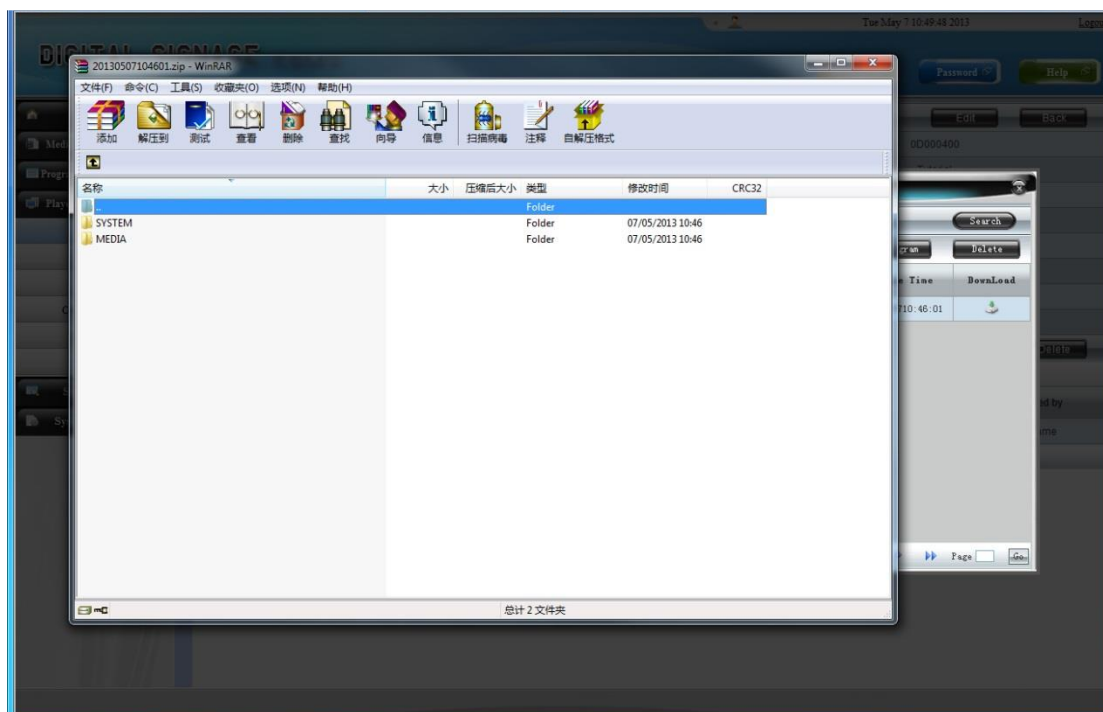 Tue May 7 10:49:48 2013
DIGITAL SIGNAGE
20130507104601.zip - WinRAR
Password
Help
文件(F) 命令(C) 工具(S) 收藏夹(O) 选项(N) 帮助(H)
添加 解压到 测试 查看 删除 查找 向导 信息 扫描病毒 注释 自解压格式
Edit
Back
0D000400
名称 大小 压缩后大小 类型 修改时间 CRC32
.. Folder
SYSTEM Folder 07/05/2013 10:46
MEDIA Folder 07/05/2013 10:46
Search
Delete
Time DownLoad
10:46:01
Delete
ed by
Page Go
总计 2 文件夹